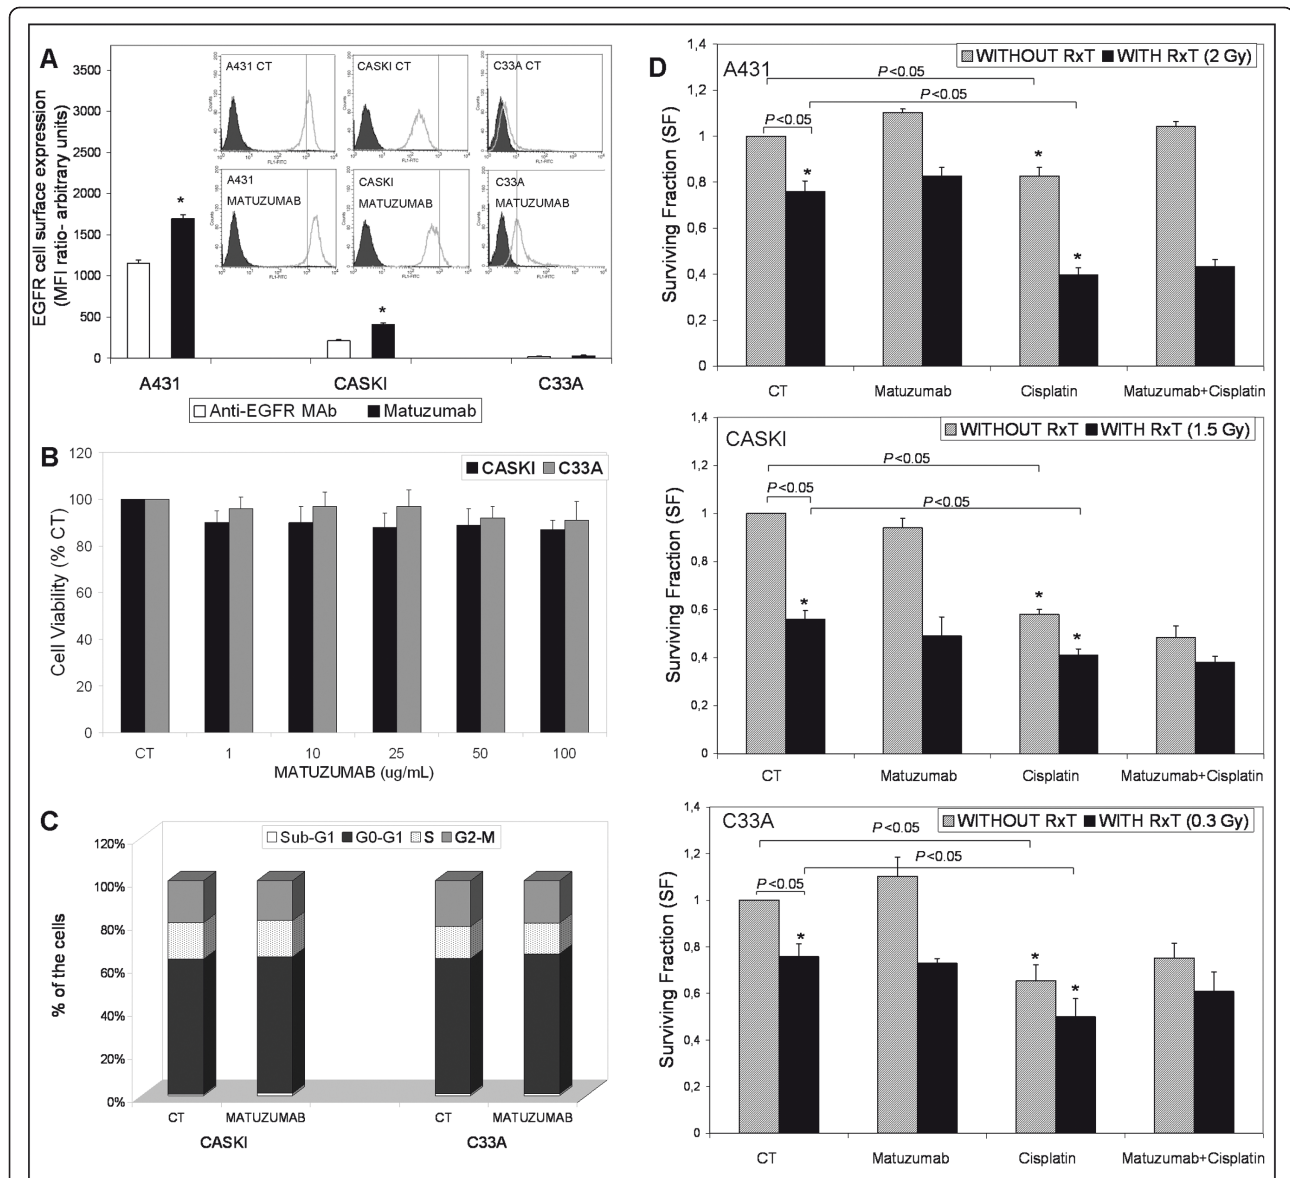 A
EGFR cell surface expression
(MFI ratio- arbitrary units)
3500
3000
2500
2000
1500
1000
500
0
A431 CT
CASKI CT
C33A CT
A431
MATUZUMAB
CASKI
MATUZUMAB
C33A
MATUZUMAB
Counts
FL1-FITC
*
*
A431
CASKI
C33A
Anti-EGFR MAb
Matuzumab
B
Cell Viability (% CT)
120
100
80
60
40
20
0
CASKI
C33A
CT
1
10
25
50
100
MATUZUMAB (ug/mL)
C
% of the cells
120%
100%
80%
60%
40%
20%
0%
Sub-G1
G0-G1
S
G2-M
CT
MATUZUMAB
CT
MATUZUMAB
CASKI
C33A
D
A431
WITHOUT RxT
WITH RxT (2 Gy)
Surviving Fraction (SF)
1,4
1,2
1
0,8
0,6
0,4
0,2
0
P<0.05
P<0.05
P<0.05
*
*
*
CT
Matuzumab
Cisplatin
Matuzumab+Cisplatin
CASKI
WITHOUT RxT
WITH RxT (1.5 Gy)
Surviving Fraction (SF)
1,4
1,2
1
0,8
0,6
0,4
0,2
0
P<0.05
P<0.05
P<0.05
*
*
*
CT
Matuzumab
Cisplatin
Matuzumab+Cisplatin
C33A
WITHOUT RxT
WITH RxT (0.3 Gy)
Surviving Fraction (SF)
1,4
1,2
1
0,8
0,6
0,4
0,2
0
P<0.05
P<0.05
P<0.05
*
*
*
CT
Matuzumab
Cisplatin
Matuzumab+Cisplatin